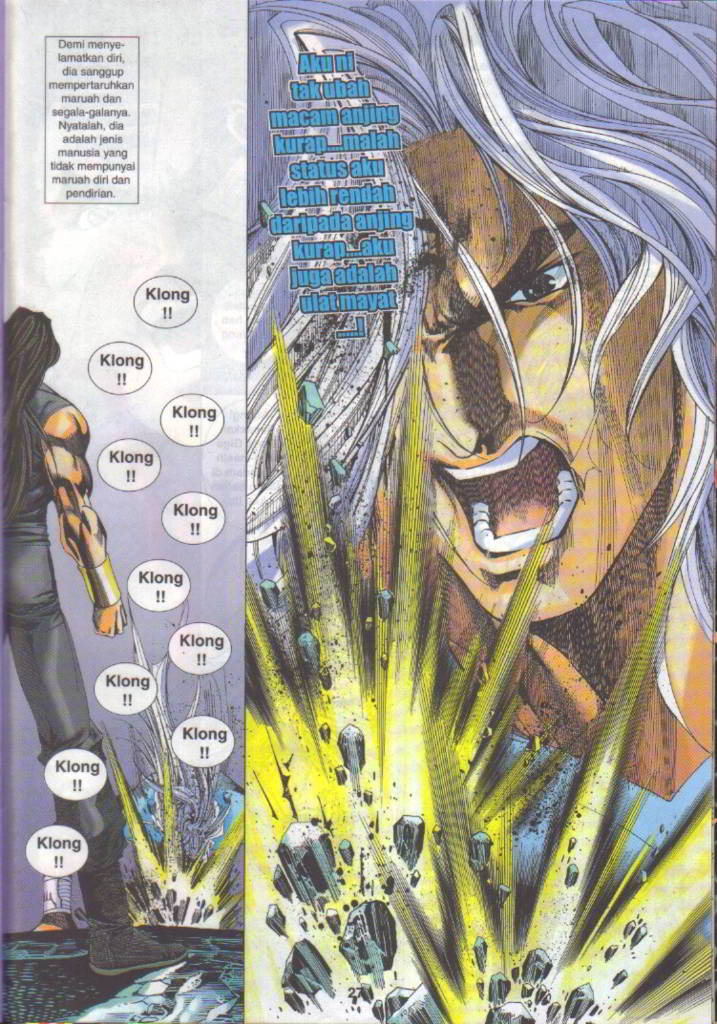 Demi menye-
lamatkan diri,
dia sanggup
mempertaruhkan
maruah dan
segala-galanya.
Nyatalah, dia
adalah jenis
manusia yang
tidak mempunyai
maruah diri dan
pendirian.
Aku ni
tak ubah
macam anjing
kurap....malah
status aku
lebih rendah
daripada anjing
kurap....aku
juga adalah
ulat mayat
.....!
Klong
!!
Klong
!!
Klong
!!
Klong
!!
Klong
!!
Klong
!!
Klong
!!
Klong
!!
Klong
!!
Klong
!!
Klong
!!